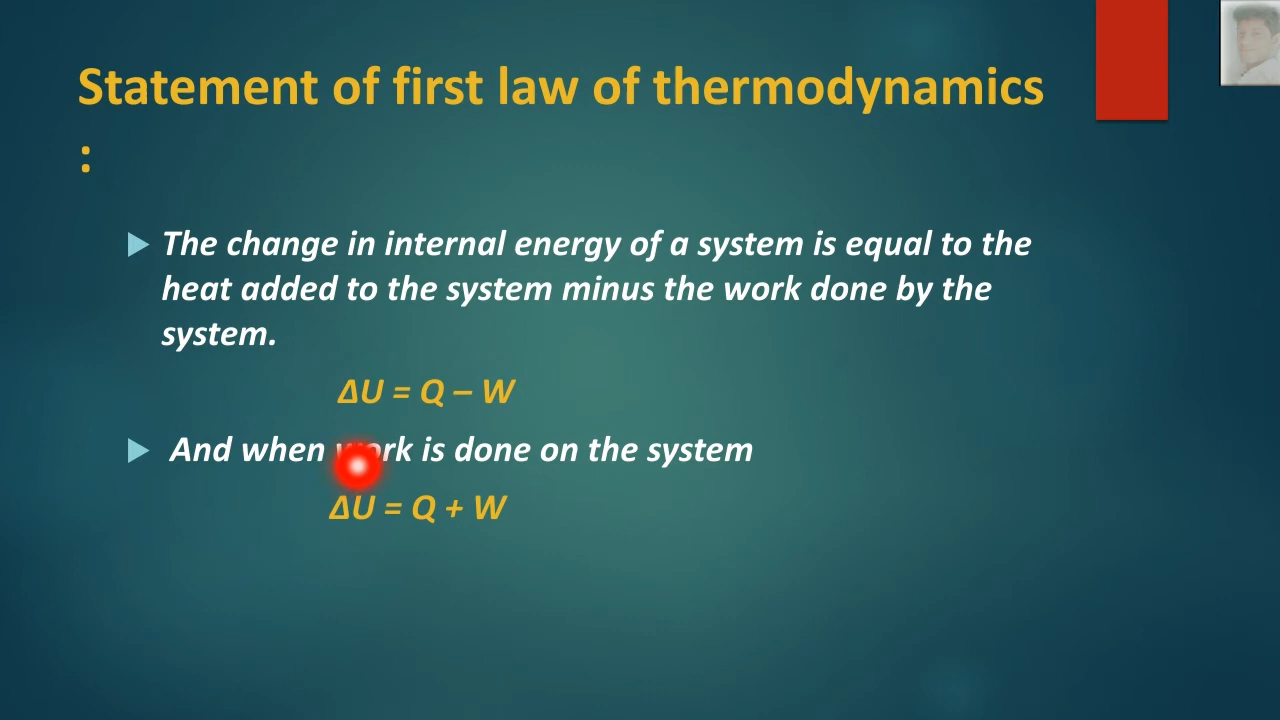 Statement of first law of thermodynamics
:
The change in internal energy of a system is equal to the
heat added to the system minus the work done by the
system.
ΔU = Q – W
And when work is done on the system
ΔU = Q + W